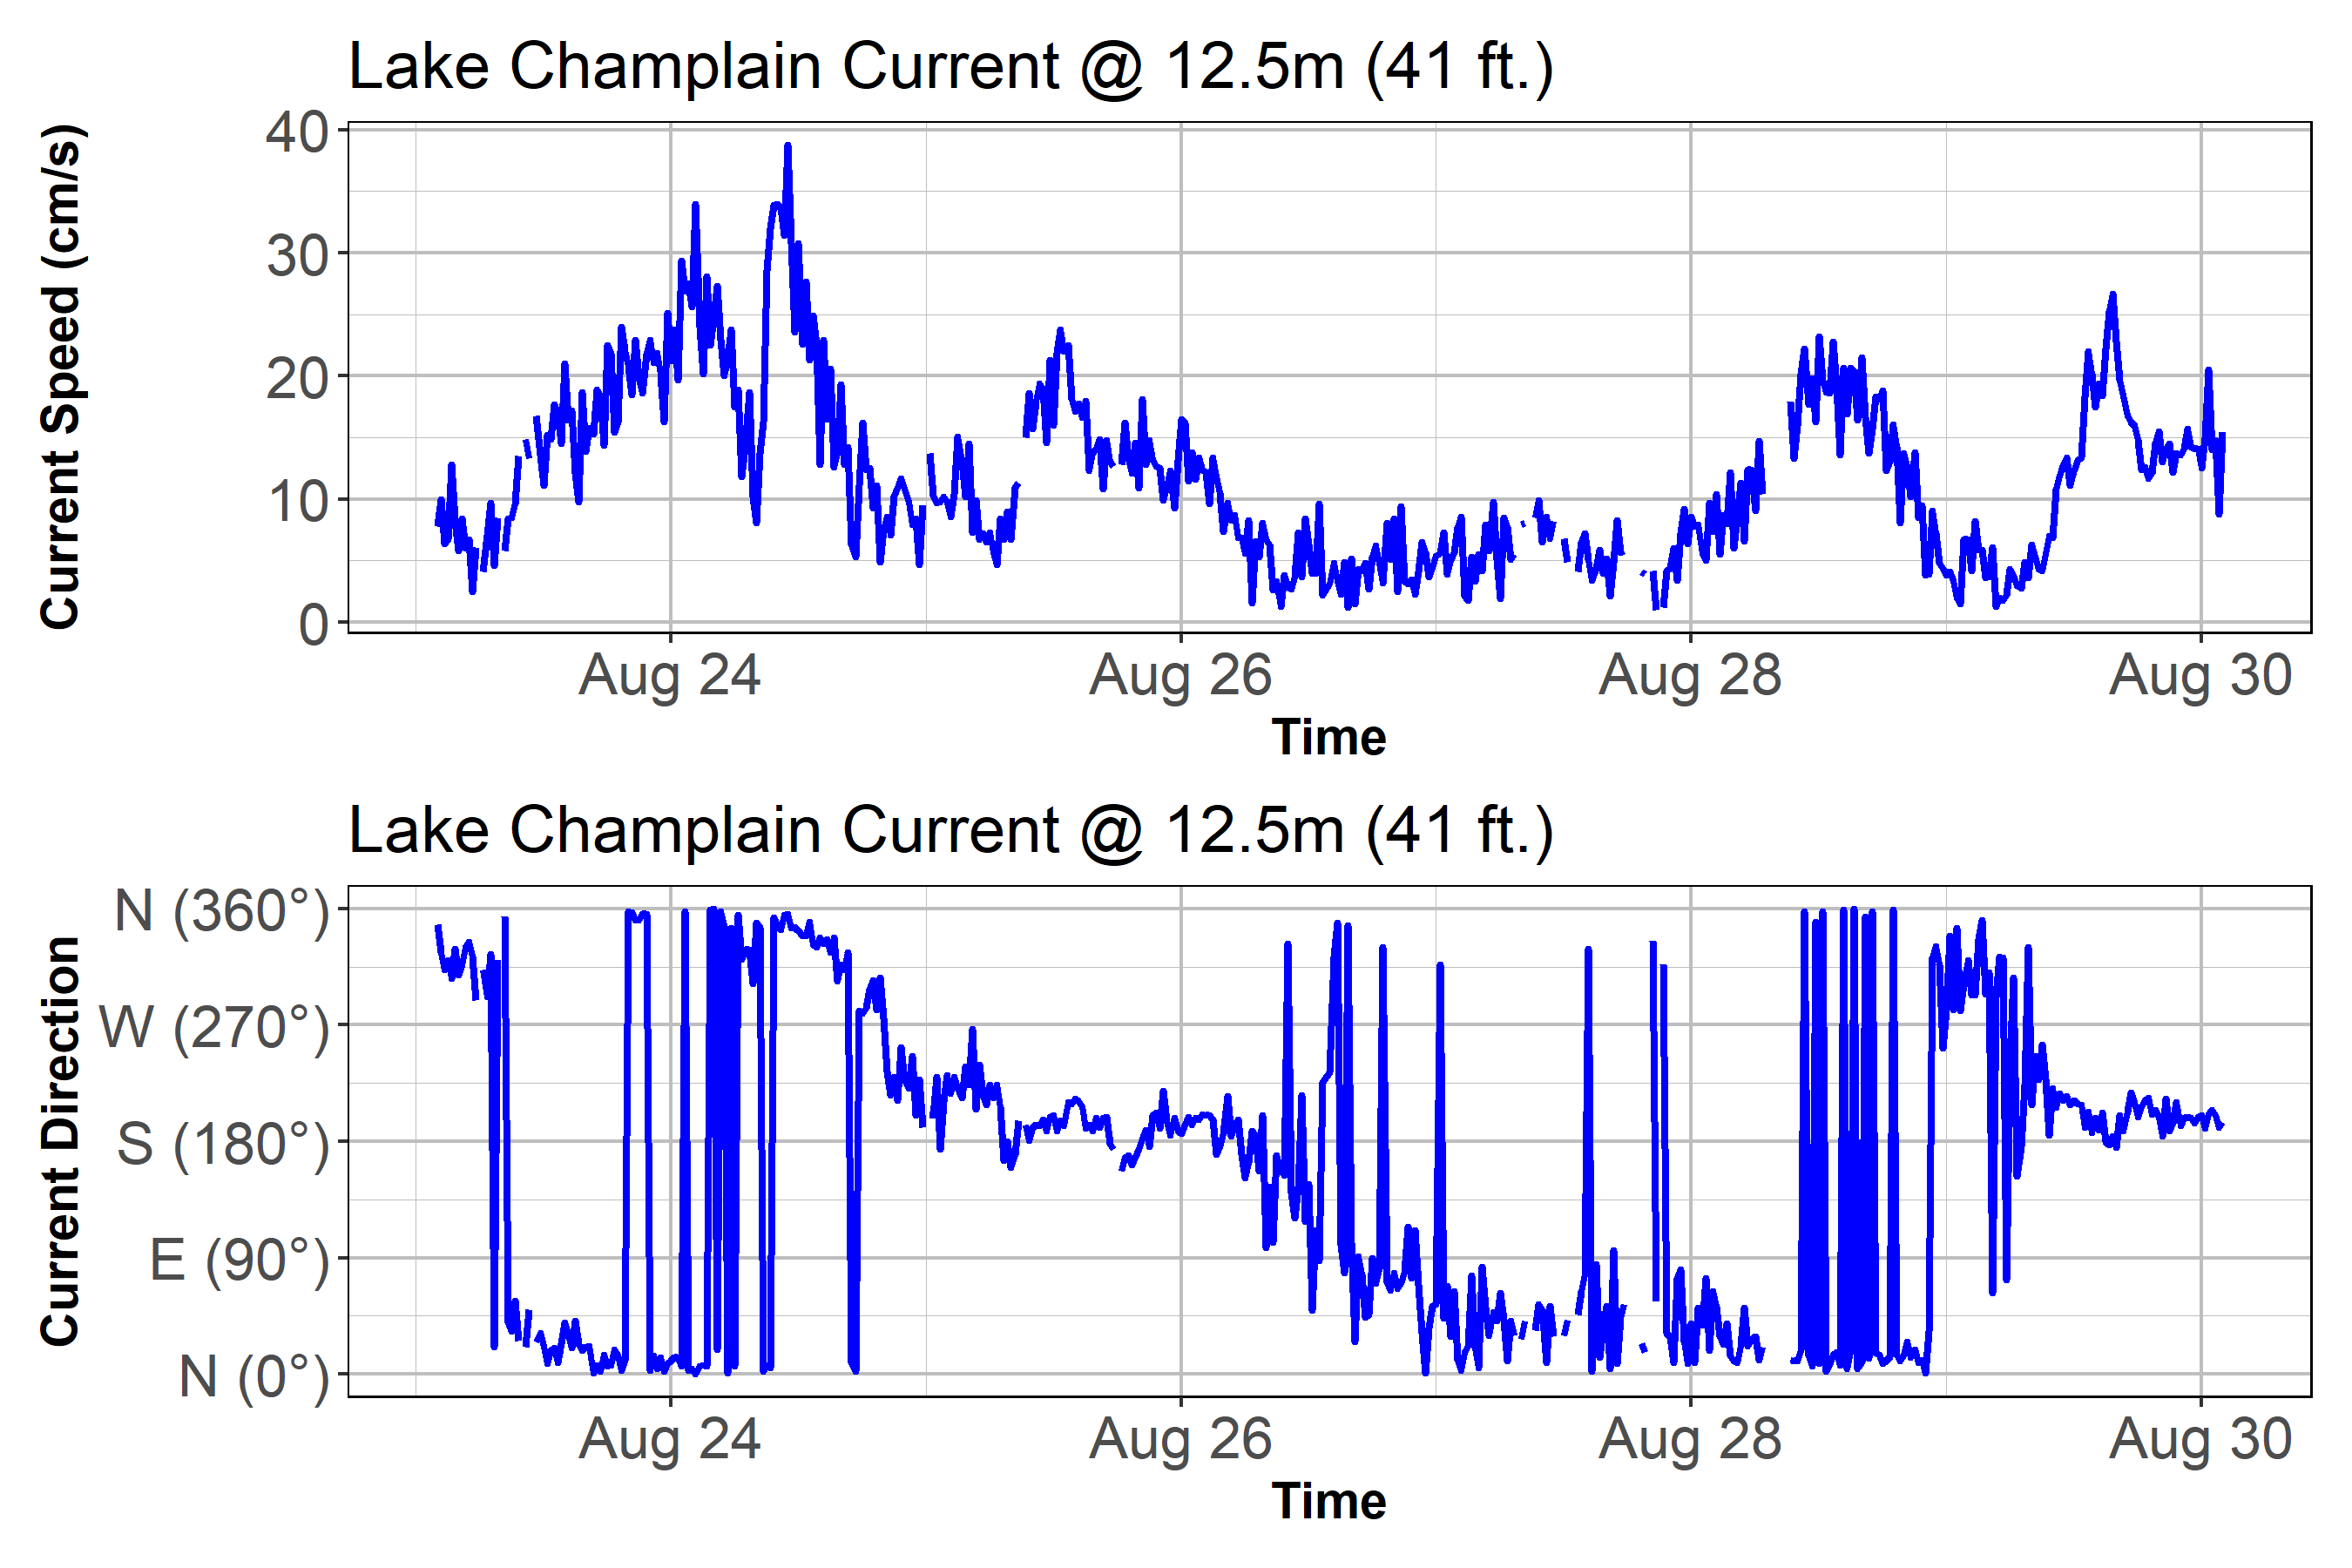 Lake Champlain Current @ 12.5m (41 ft.)
Current Speed (cm/s)
40
30
20
10
0
Aug 24 Aug 26 Aug 28 Aug 30
Time
Lake Champlain Current @ 12.5m (41 ft.)
Current Direction
N (360°)
W (270°)
S (180°)
E (90°)
N (0°)
Aug 24 Aug 26 Aug 28 Aug 30
Time